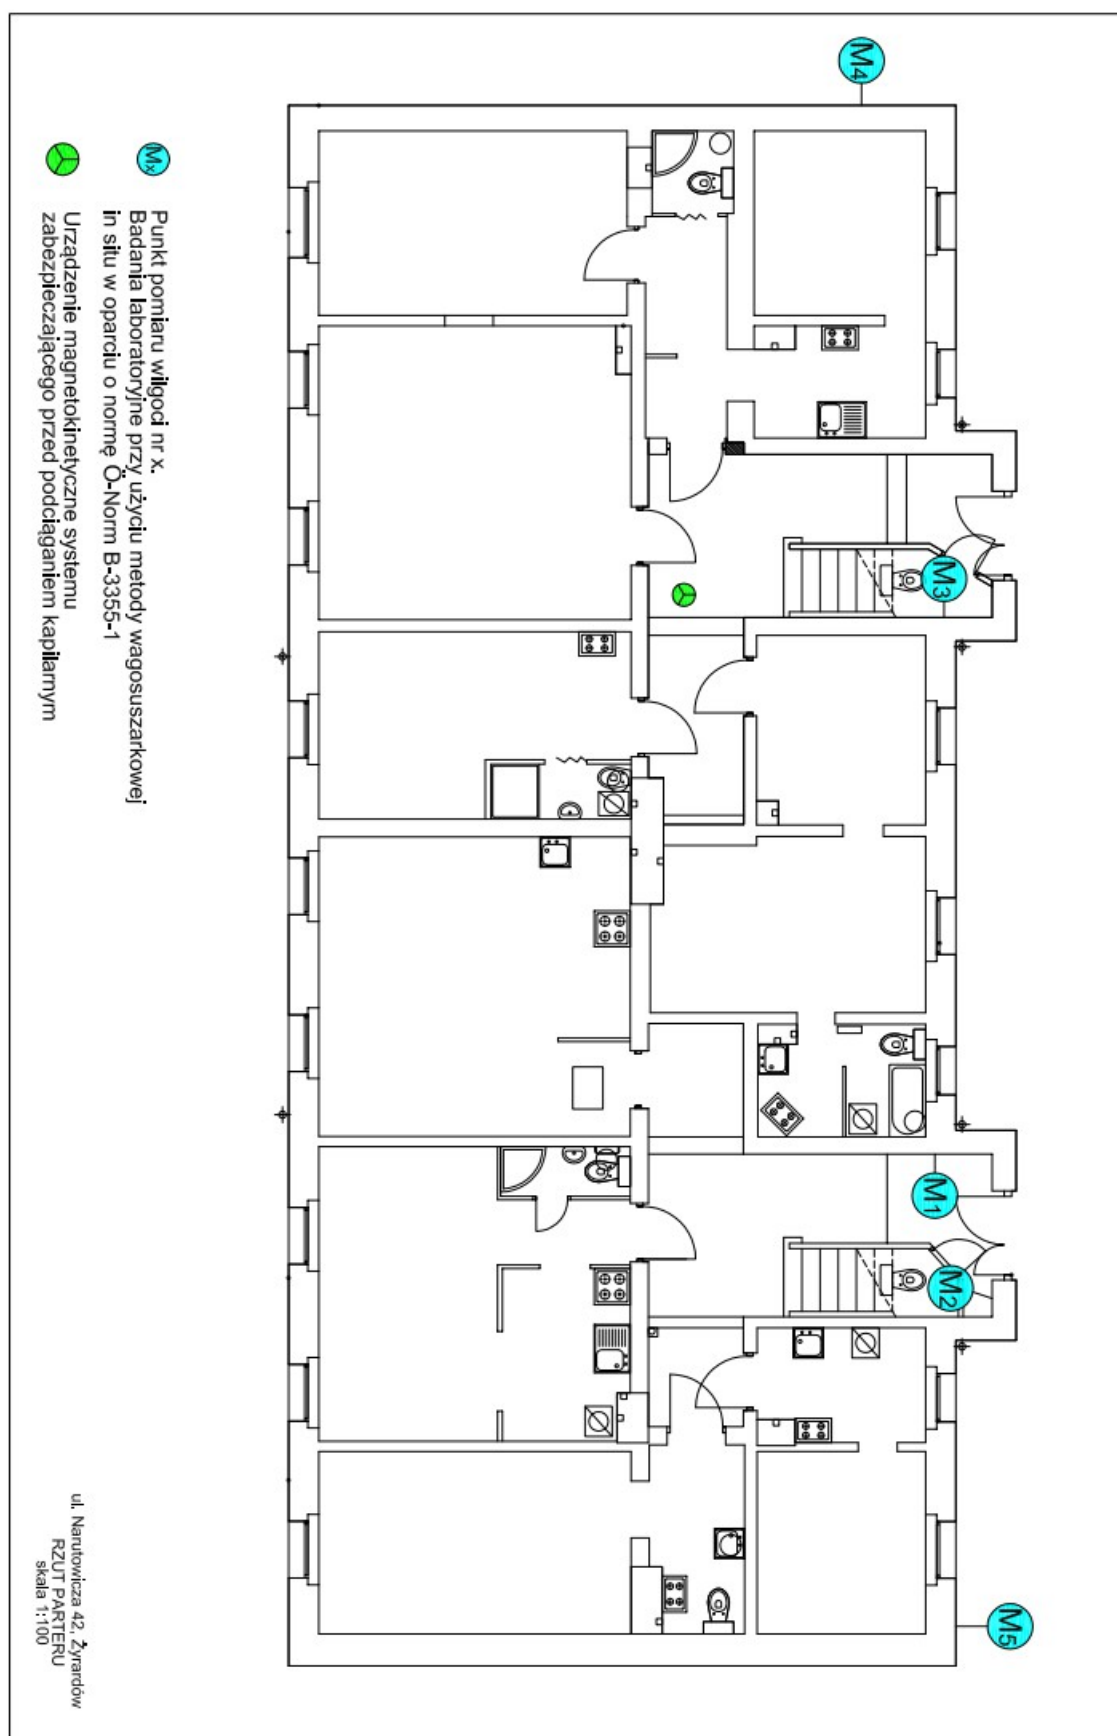 M4
M3
M1
M2
M5
Mx
Punkt pomiaru wilgoci nr x.
Badania laboratoryjne przy użyciu metody wagosuszarkowej
in situ w oparciu o normę Ö-Norm B-3355-1
Urządzenie magnetokinetyczne systemu
zabezpieczającego przed podciąganiem kapilarnym
ul. Narutowicza 42, Żyrardów
RZUT PARTERU
skala 1:100